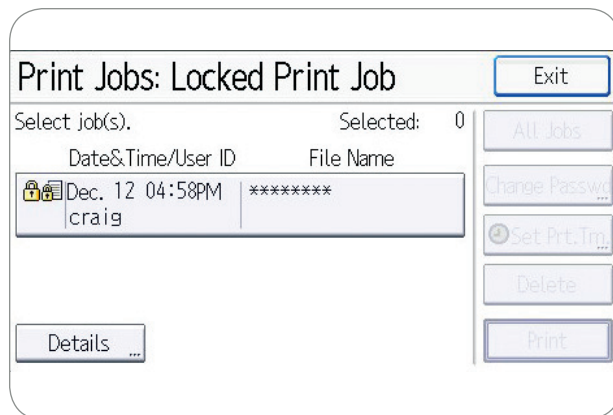 Print Jobs: Locked Print Job
Exit
Select job(s).
Selected: 0
All Jobs
Date&Time/User ID
File Name
Change Passwd
Dec. 12 04:58PM
********
craig
Set Prt.Tm.
Delete
Details
Print